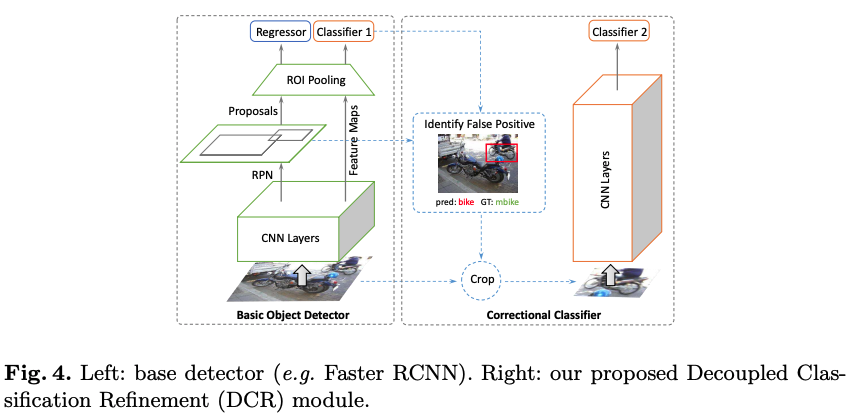 Regressor Classifier 1
Classifier 2
ROI Pooling
Proposals
Feature Maps
Identify False Positive
RPN
pred: bike GT: mbike
CNN Layers
CNN Layers
Crop
Basic Object Detector
Correctional Classifier
Fig. 4. Left: base detector (e.g. Faster RCNN). Right: our proposed Decoupled Clas-
sification Refinement (DCR) module.